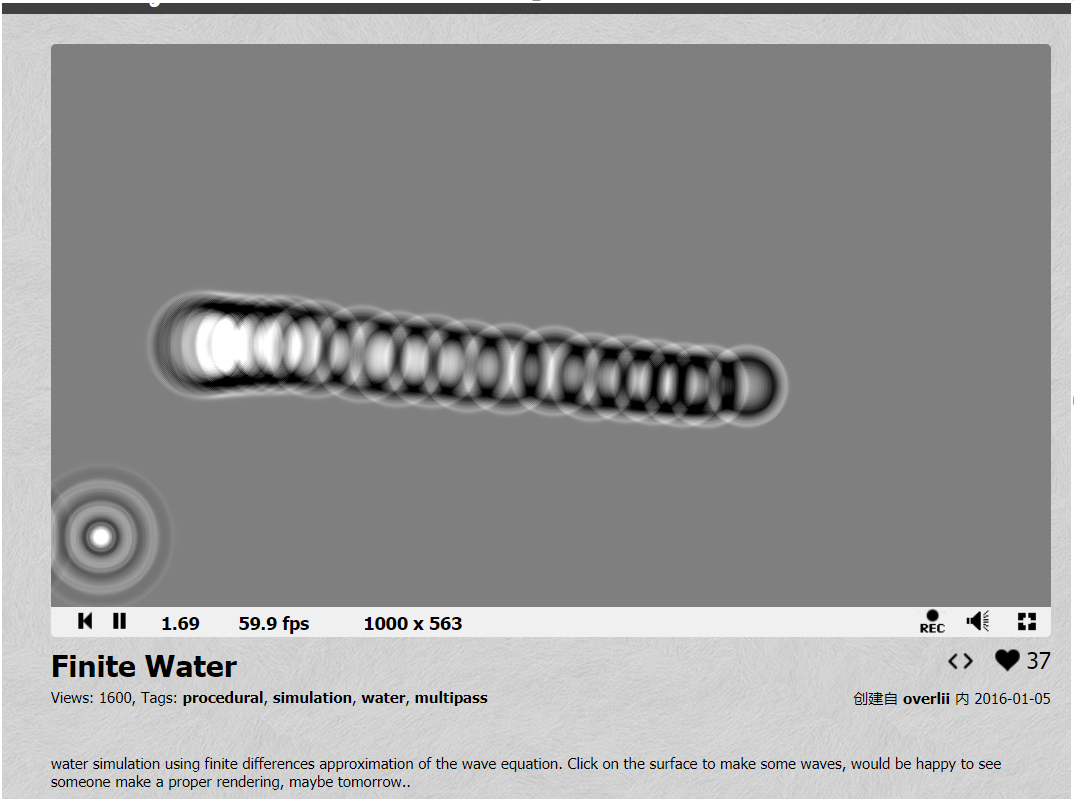 1.69 59.9 fps 1000 x 563 REC
Finite Water 37
Views: 1600, Tags: procedural, simulation, water, multipass 创建自 overlii 内 2016-01-05
water simulation using finite differences approximation of the wave equation. Click on the surface to make some waves, would be happy to see
someone make a proper rendering, maybe tomorrow..